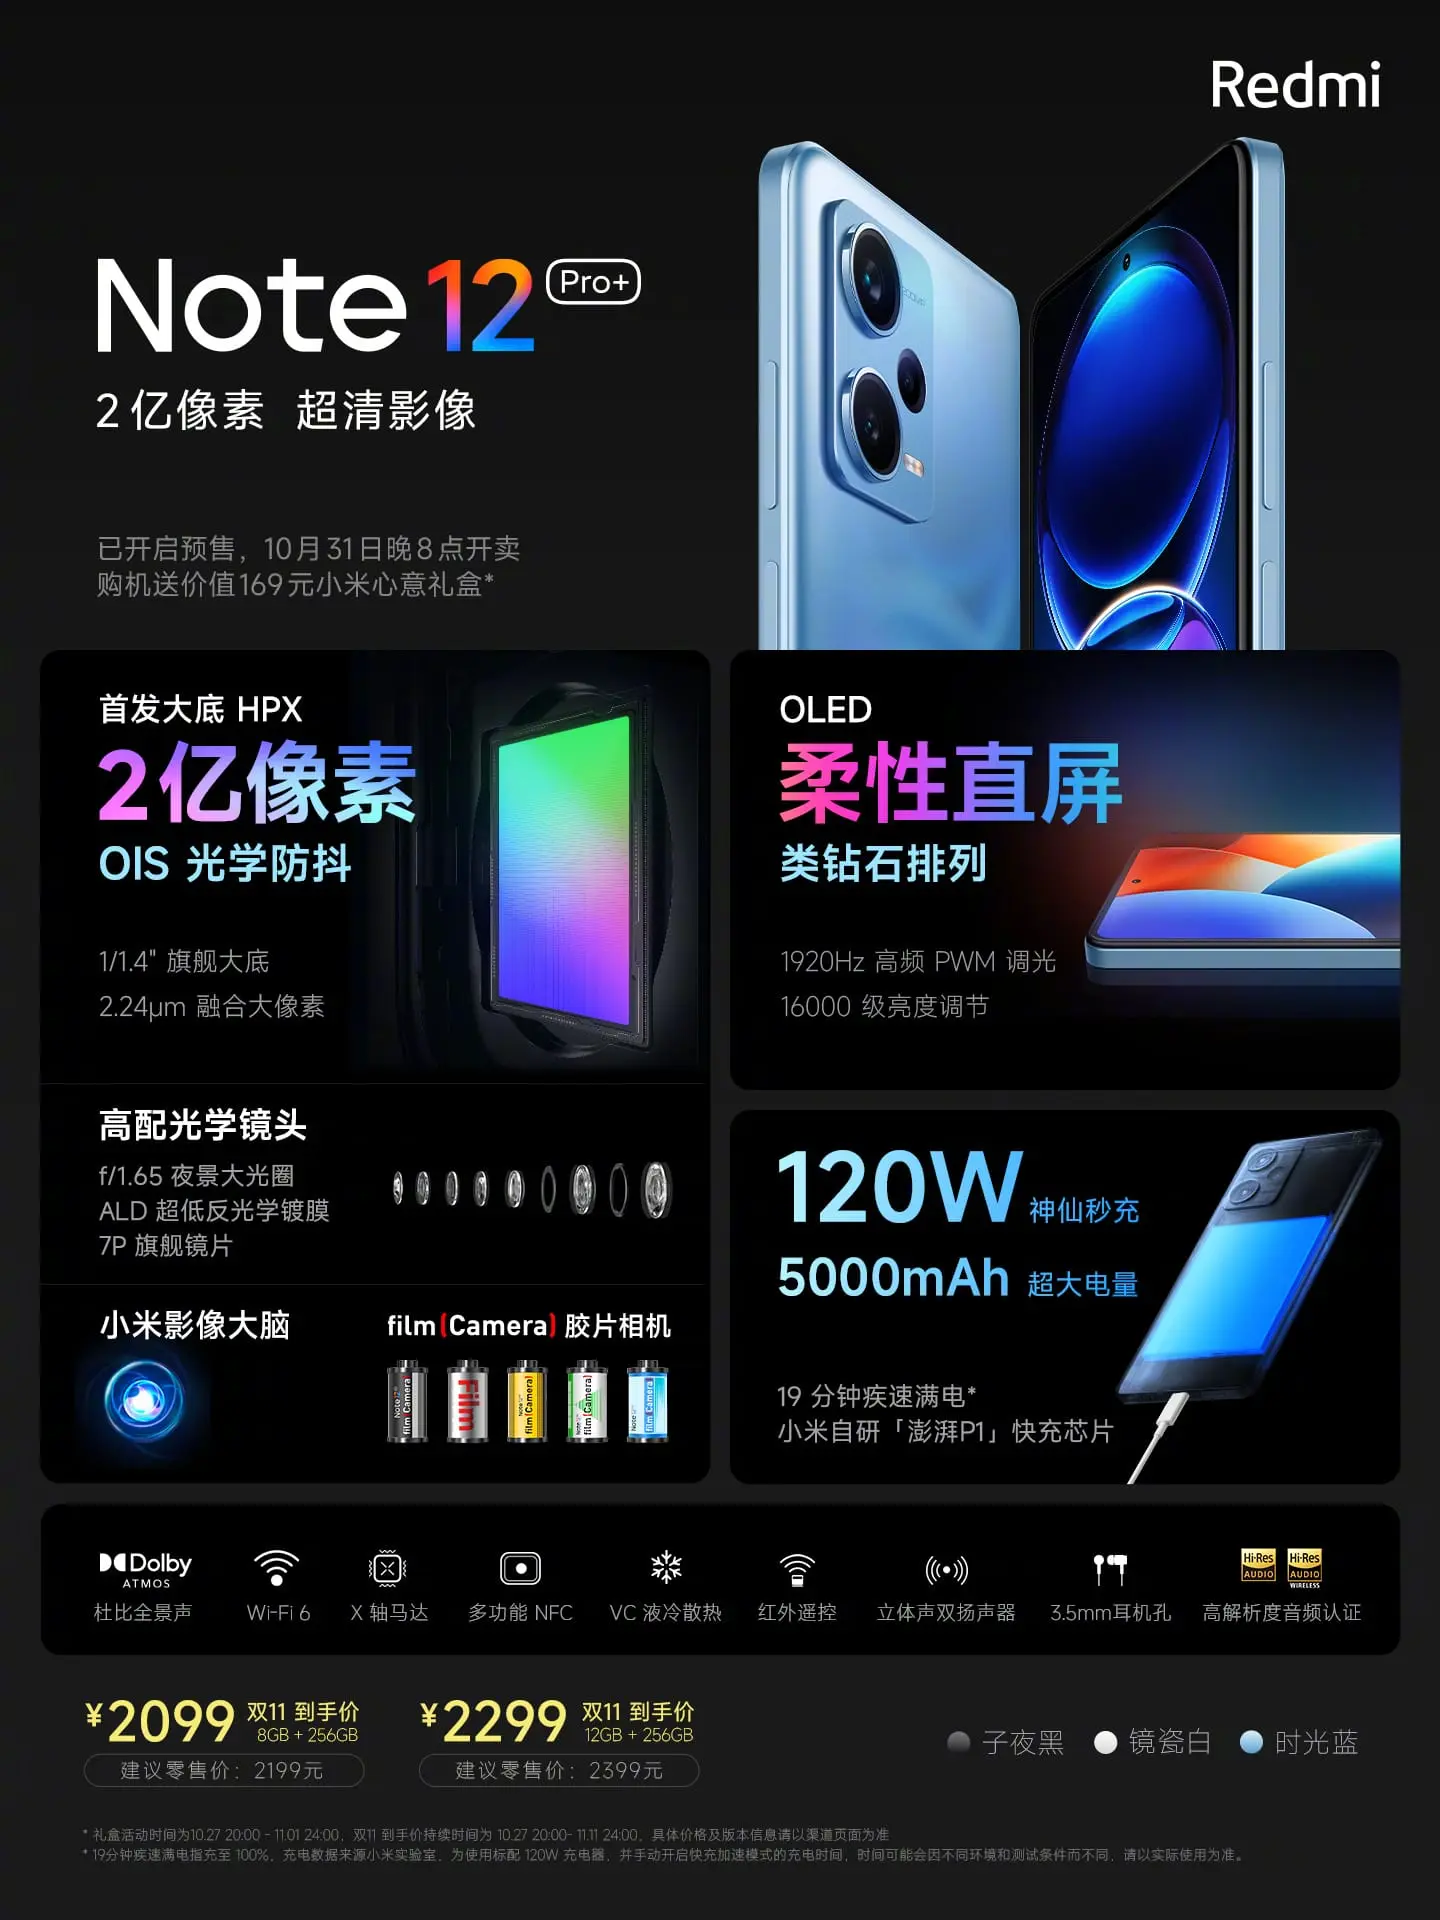 Redmi
Note 12 Pro+
2亿像素 超清影像
已开启预售，10月31日晚8点开卖
购机送价值169元小米心意礼盒*
首发大底 HPX
2亿像素
OIS 光学防抖
1/1.4" 旗舰大底
2.24μm 融合大像素
高配光学镜头
f/1.65 夜景大光圈
ALD 超低反光学镀膜
7P 旗舰镜片
小米影像大脑
film(Camera) 胶片相机
Note 12
film(Camera)
Film
film(Camera)
film(Camera)
film(Camera)
OLED
柔性直屏
类钻石排列
1920Hz 高频 PWM 调光
16000 级亮度调节
120W 神仙秒充
5000mAh 超大电量
19 分钟疾速满电*
小米自研「澎湃P1」快充芯片
Dolby
ATMOS
杜比全景声
Wi-Fi 6
X 轴马达
多功能 NFC
VC 液冷散热
红外遥控
立体声双扬声器
3.5mm耳机孔
Hi-Res
AUDIO
Hi-Res
AUDIO
WIRELESS
高解析度音频认证
¥2099 双11 到手价
8GB + 256GB
建议零售价：2199元
¥2299 双11 到手价
12GB + 256GB
建议零售价：2399元
子夜黑 镜瓷白 时光蓝
* 礼盒活动时间为10.27 20:00 - 11.01 24:00，双11 到手价持续时间为 10.27 20:00- 11.11 24:00，具体价格及版本信息请以渠道页面为准
* 19分钟疾速满电指充至 100%，充电数据来源小米实验室，为使用标配 120W 充电器，并手动开启快充加速模式的充电时间，时间可能会因不同环境和测试条件而不同，请以实际使用为准。